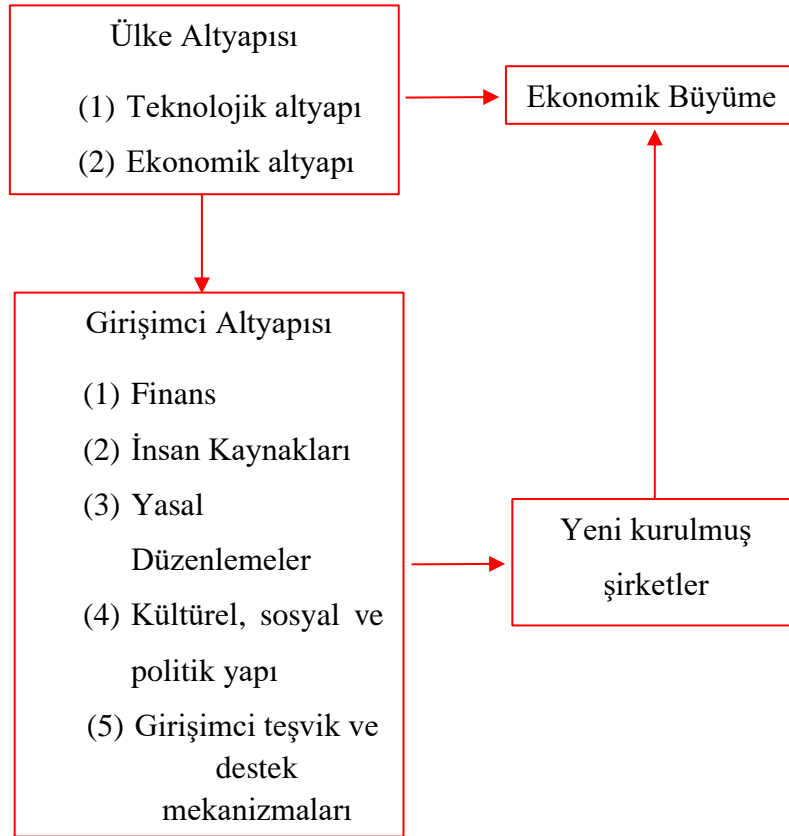 Ülke Altyapısı
(1) Teknolojik altyapı
(2) Ekonomik altyapı
Ekonomik Büyüme
Girişimci Altyapısı
(1) Finans
(2) İnsan Kaynakları
(3) Yasal
Düzenlemeler
(4) Kültürel, sosyal ve
politik yapı
(5) Girişimci teşvik ve
destek
mekanizmaları
Yeni kurulmuş
şirketler